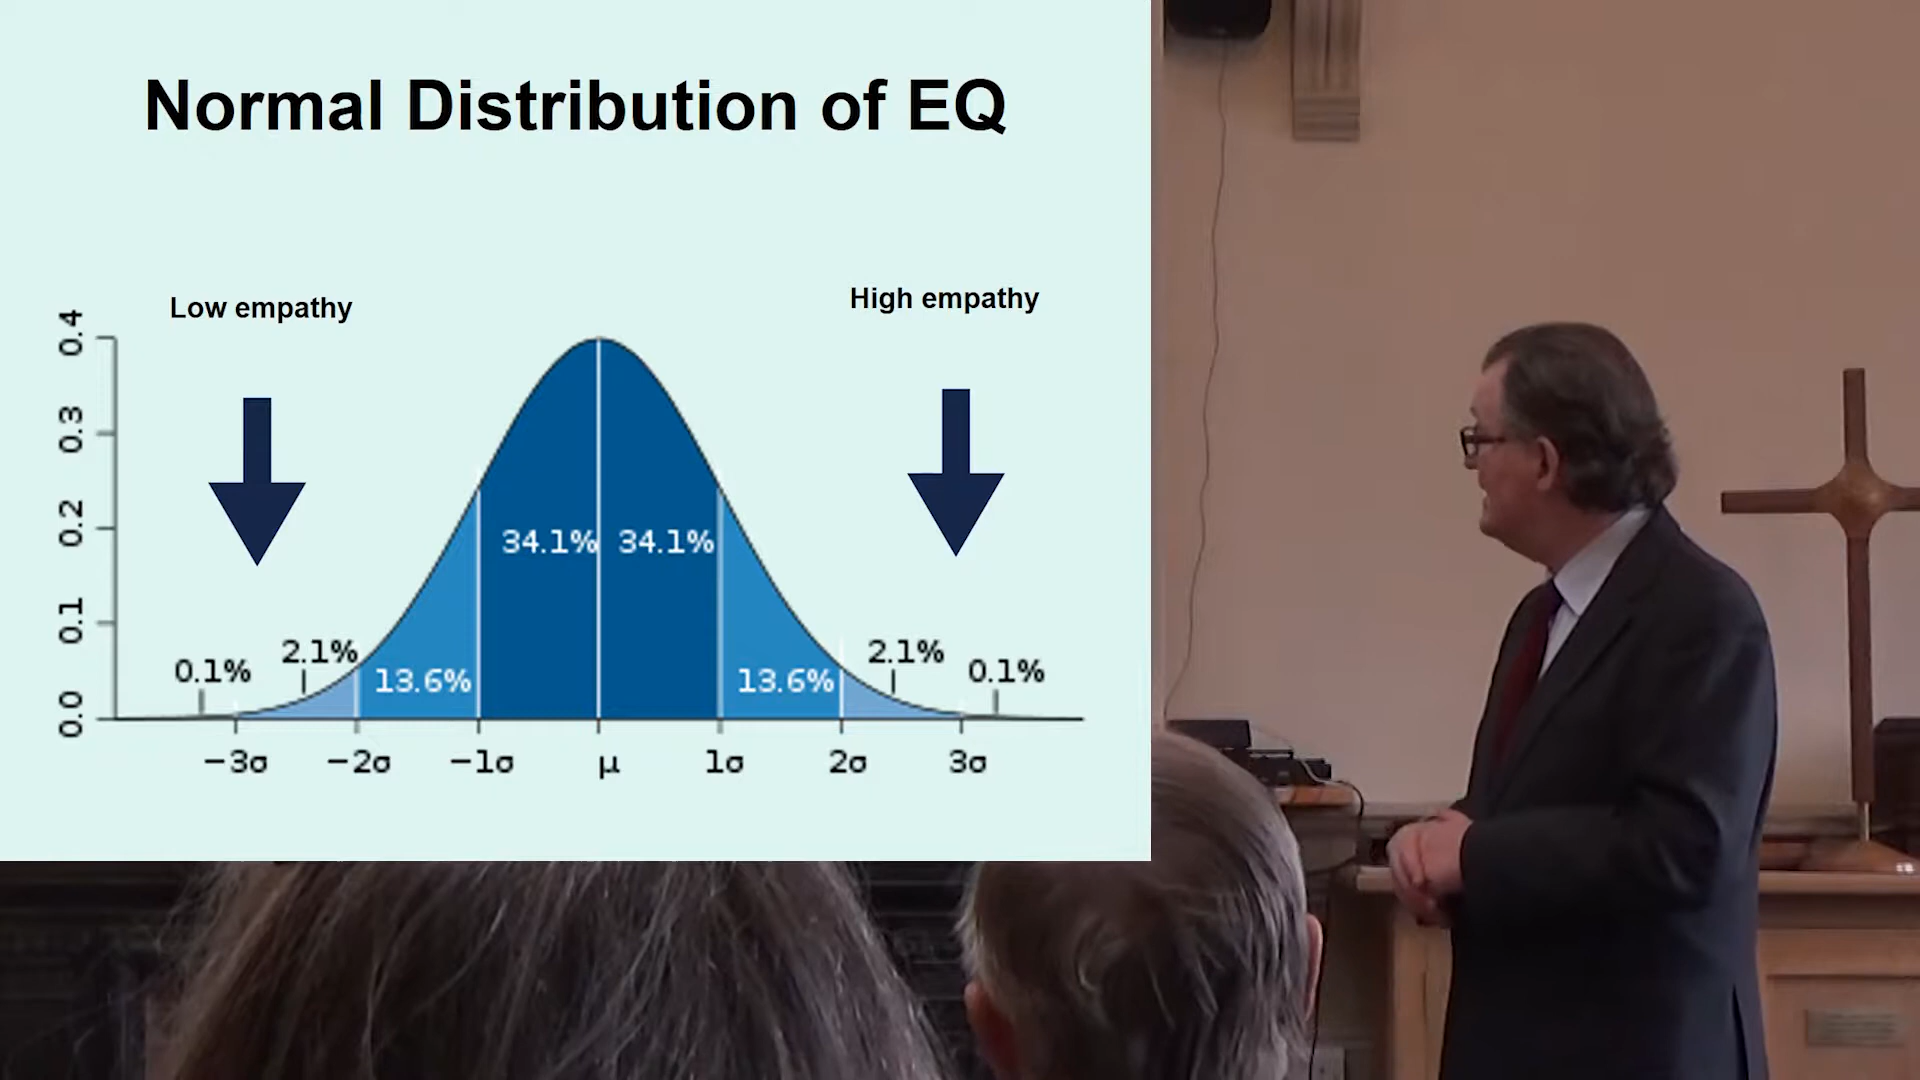 Normal Distribution of EQ
Low empathy
High empathy
0.4
0.3
0.2
0.1
0.0
34.1% 34.1%
0.1% 2.1% 13.6% 13.6% 2.1% 0.1%
−3σ −2σ −1σ μ 1σ 2σ 3σ